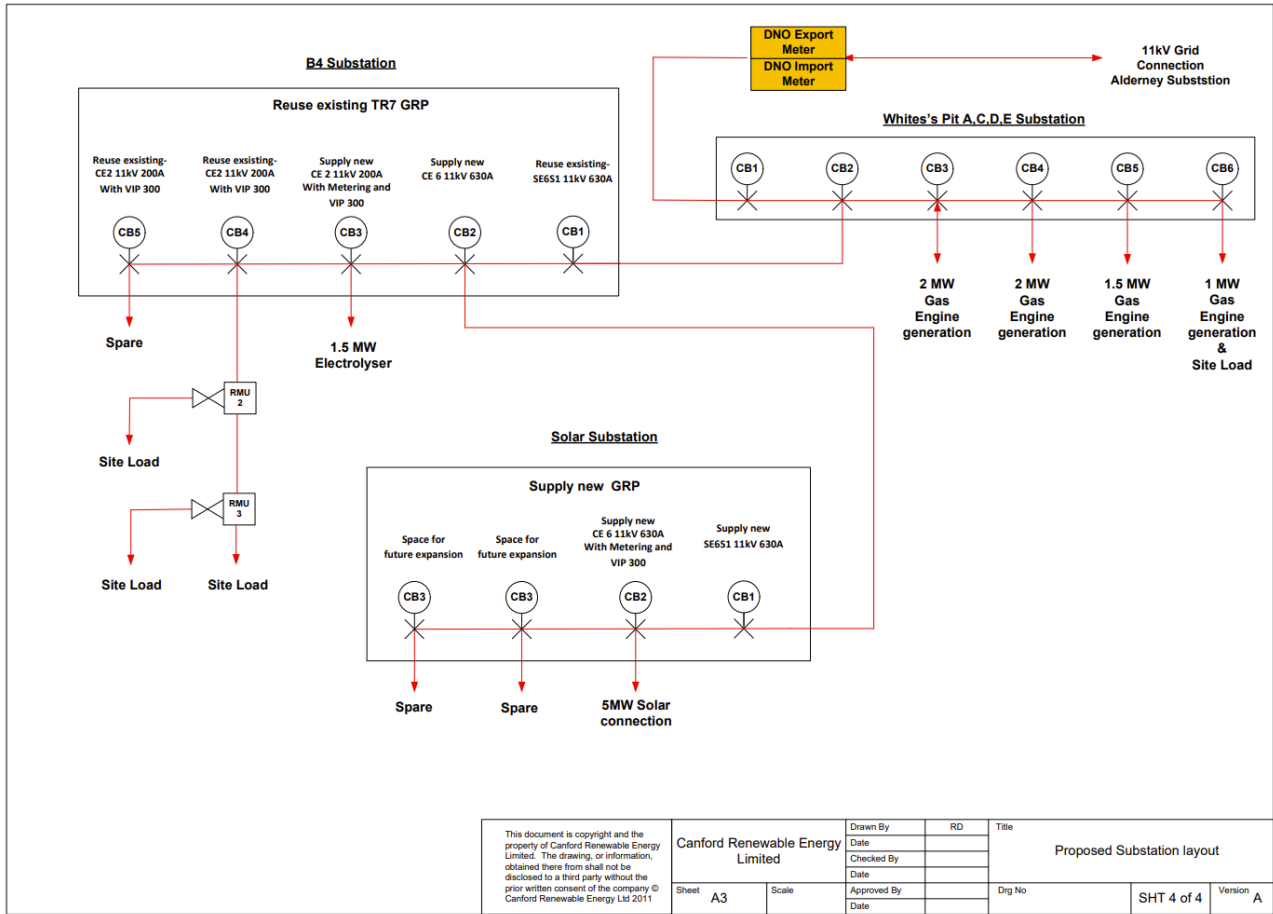 DNO Export
Meter
DNO Import
Meter
11kV Grid
Connection
Alderney Subststion
B4 Substation
Reuse existing TR7 GRP
Reuse exsisting-
CE2 11kV 200A
With VIP 300
Reuse exsisting-
CE2 11kV 200A
With VIP 300
Supply new
CE 2 11kV 200A
With Metering and
VIP 300
Supply new
CE 6 11kV 630A
Reuse exsisting-
SE6S1 11kV 630A
CB5
CB4
CB3
CB2
CB1
Spare
1.5 MW
Electrolyser
RMU
2
Site Load
RMU
3
Site Load
Site Load
Whites's Pit A,C,D,E Substation
CB1
CB2
CB3
CB4
CB5
CB6
2 MW
Gas
Engine
generation
2 MW
Gas
Engine
generation
1.5 MW
Gas
Engine
generation
1 MW
Gas
Engine
generation
&
Site Load
Solar Substation
Supply new GRP
Space for
future expansion
Space for
future expansion
Supply new
CE 6 11kV 630A
With Metering and
VIP 300
Supply new
SE6S1 11kV 630A
CB3
CB3
CB2
CB1
Spare
Spare
5MW Solar
connection
This document is copyright and the
property of Canford Renewable Energy
Limited. The drawing, or information,
obtained there from shall not be
disclosed to a third party without the
prior written consent of the company ©
Canford Renewable Energy Ltd 2011
Canford Renewable Energy
Limited
Sheet
A3
Scale
Drawn By
RD
Date
Checked By
Date
Approved By
Date
Title
Proposed Substation layout
Drg No
SHT 4 of 4
Version
A